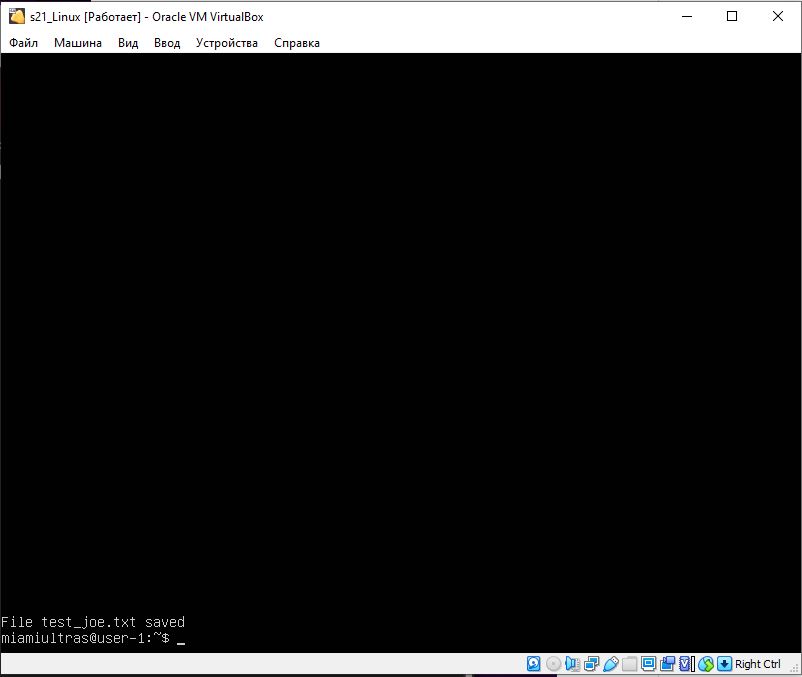 s21_Linux [Работает] - Oracle VM VirtualBox
Файл Машина Вид Ввод Устройства Справка
File test_joe.txt saved
miamiultras@user-1:~$ _
Right Ctrl